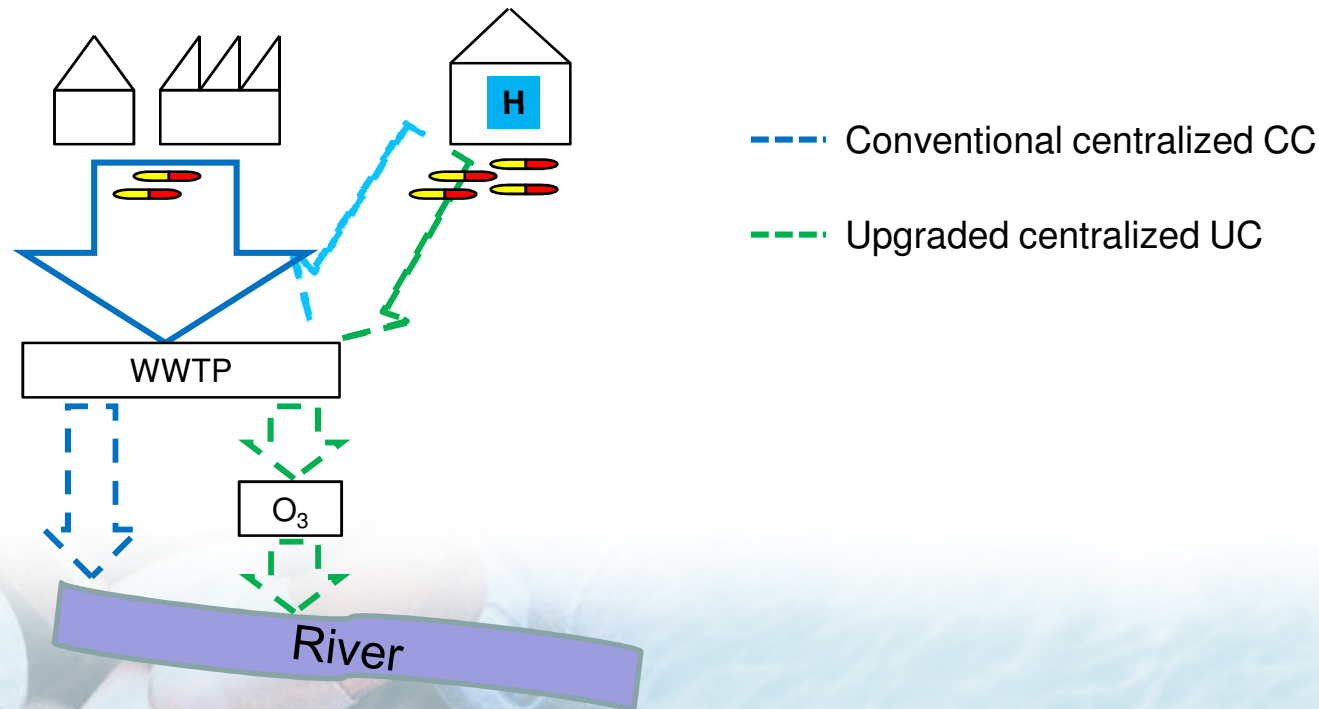 H
Conventional centralized CC
Upgraded centralized UC
WWTP
O₃
River